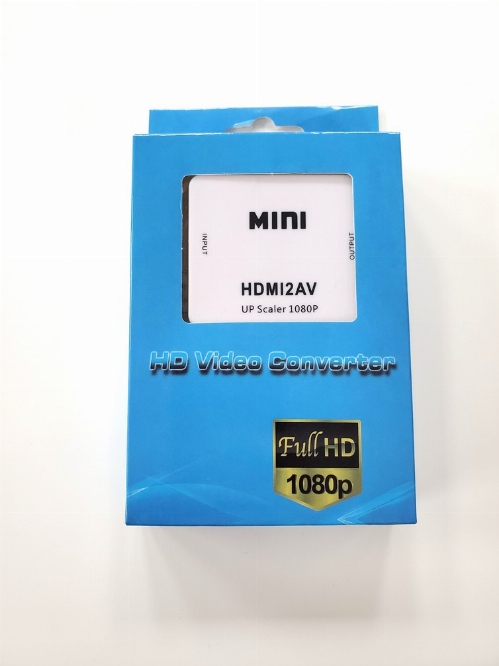 MINI
INPUT
OUTPUT
HDMI2AV
UP Scaler 1080P
HD Video Converter
Full HD
1080p